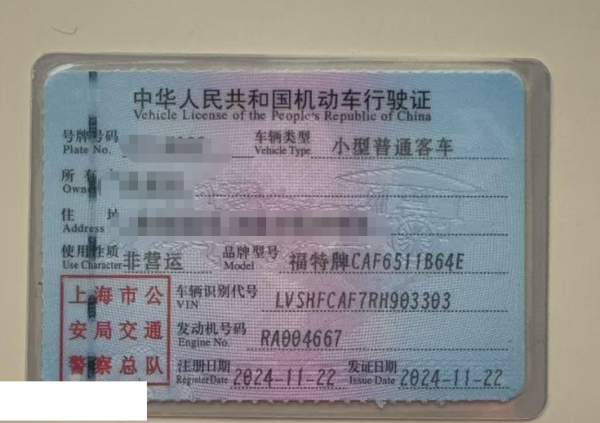 中华人民共和国机动车行驶证
Vehicle License of the People's Republic of China
号牌号码 车辆类型 小型普通客车
Plate No. Vehicle Type
所有
Owner
住 址
Address
使用性质 非营运 品牌型号 福特牌CAF6511B64E
Use Character Model
上海市公安局交通警察总队
车辆识别代号 LVSHFCAF7RH903303
VIN
发动机号码 RA004667
Engine No.
注册日期 2024-11-22 发证日期 2024-11-22
Register Date Issue Date